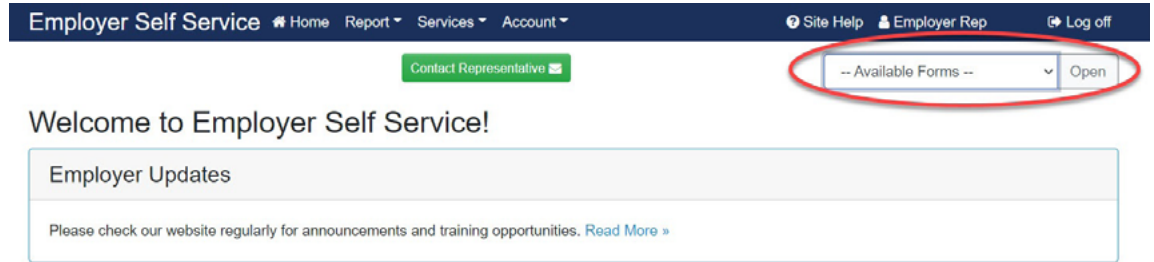 Employer Self Service Home Report Services Account Site Help Employer Rep Log off
Contact Representative
-- Available Forms -- Open
Welcome to Employer Self Service!
Employer Updates
Please check our website regularly for announcements and training opportunities. Read More »